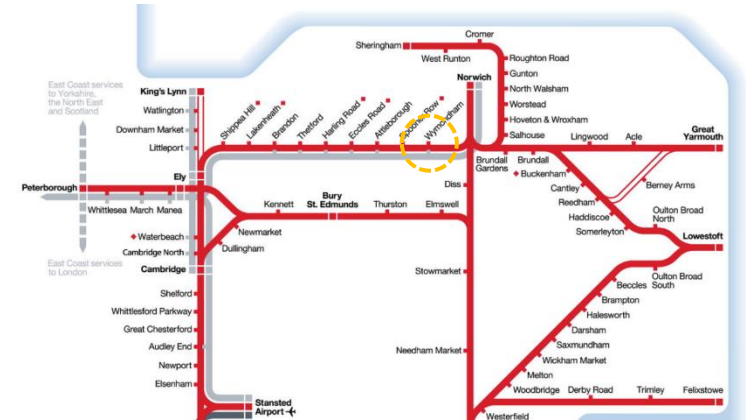 Cromer
Sheringham
West Runton
Roughton Road
Gunton
North Walsham
Worstead
Hoveton & Wroxham
Salhouse
Norwich
East Coast services
to Yorkshire,
the North East
and Scotland
King's Lynn
Watlington
Downham Market
Littleport
Shippea Hill
Lakenheath
Brandon
Thetford
Harling Road
Eccles Road
Attleborough
Spooner Row
Wymondham
Lingwood
Acle
Great
Yarmouth
Brundall
Gardens
Brundall
Buckenham
Cantley
Reedham
Haddiscoe
Somerleyton
Berney Arms
Oulton Broad
North
Lowestoft
Oulton Broad
South
Ely
Peterborough
Whittlesea
March
Manea
Kennett
Bury
St. Edmunds
Thurston
Elmswell
Diss
Newmarket
Dullingham
Waterbeach
Cambridge North
Cambridge
East Coast services
to London
Stowmarket
Beccles
Brampton
Halesworth
Darsham
Saxmundham
Wickham Market
Melton
Woodbridge
Shelford
Whittlesford Parkway
Great Chesterford
Audley End
Newport
Elsenham
Needham Market
Derby Road
Trimley
Felixstowe
Stansted
Airport
Westerfield